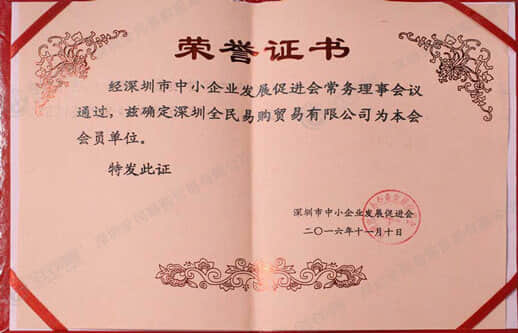 荣誉证书
经深圳市中小企业发展促进会常务理事会议
通过，兹确定深圳全民易购贸易有限公司为本会
会员单位。
特发此证
深圳市中小企业发展促进会
二〇一六年十一月十日